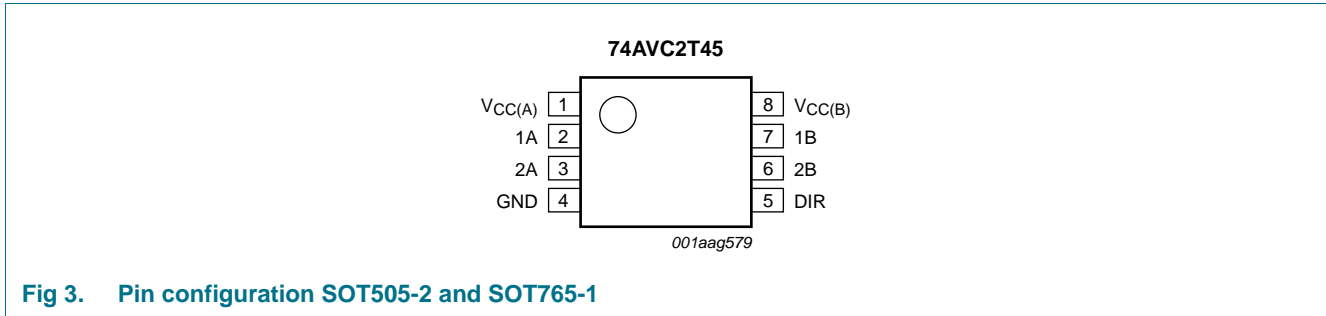 74AVC2T45
VCC(A) 1 8 VCC(B)
1A 2 7 1B
2A 3 6 2B
GND 4 5 DIR
001aag579
Fig 3. Pin configuration SOT505-2 and SOT765-1